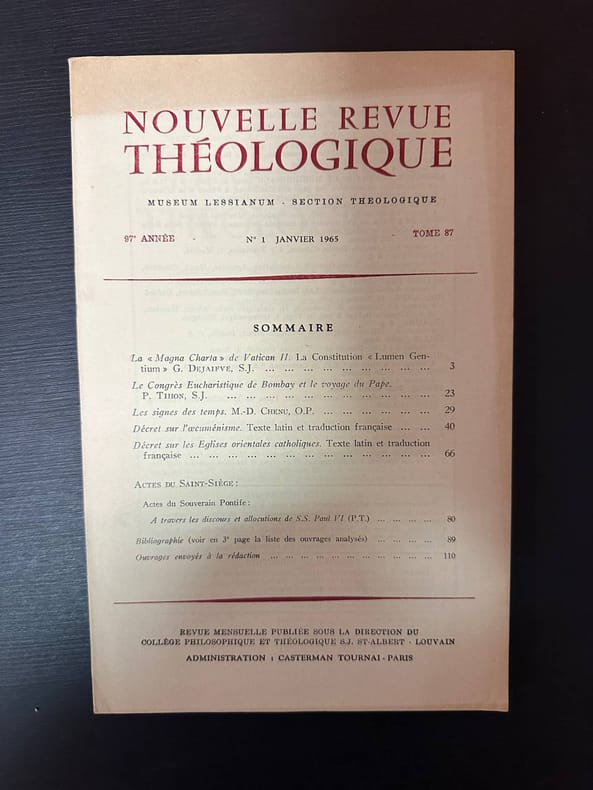 NOUVELLE REVUE
THÉOLOGIQUE
MUSEUM LESSIANUM - SECTION THEOLOGIQUE
97e ANNÉE - N° 1 JANVIER 1965 - TOME 87
SOMMAIRE
La « Magna Charta » de Vatican II. La Constitution « Lumen Gen-
tium » G. DEJAIFVE, S.J. ... ... ... ... ... ... ... ... ... ... 3
Le Congrès Eucharistique de Bombay et le voyage du Pape.
P. TIHON, S.J. ... ... ... ... ... ... ... ... ... ... ... 23
Les signes des temps. M.-D. CHENU, O.P. ... ... ... ... ... ... ... 29
Décret sur l'œcuménisme. Texte latin et traduction française ... ... 40
Décret sur les Eglises orientales catholiques. Texte latin et traduction
française ... ... ... ... ... ... ... ... ... ... ... ... ... 66
ACTES DU SAINT-SIÈGE :
Actes du Souverain Pontife :
A travers les discours et allocutions de S.S. Paul VI (P.T.) ... ... ... ... 80
Bibliographie (voir en 3e page la liste des ouvrages analysés) ... ... ... ... 89
Ouvrages envoyés à la rédaction ... ... ... ... ... ... ... ... ... ... ... 110
REVUE MENSUELLE PUBLIÉE SOUS LA DIRECTION DU
COLLÈGE PHILOSOPHIQUE ET THÉOLOGIQUE S.J. ST-ALBERT - LOUVAIN
ADMINISTRATION : CASTERMAN TOURNAI - PARIS